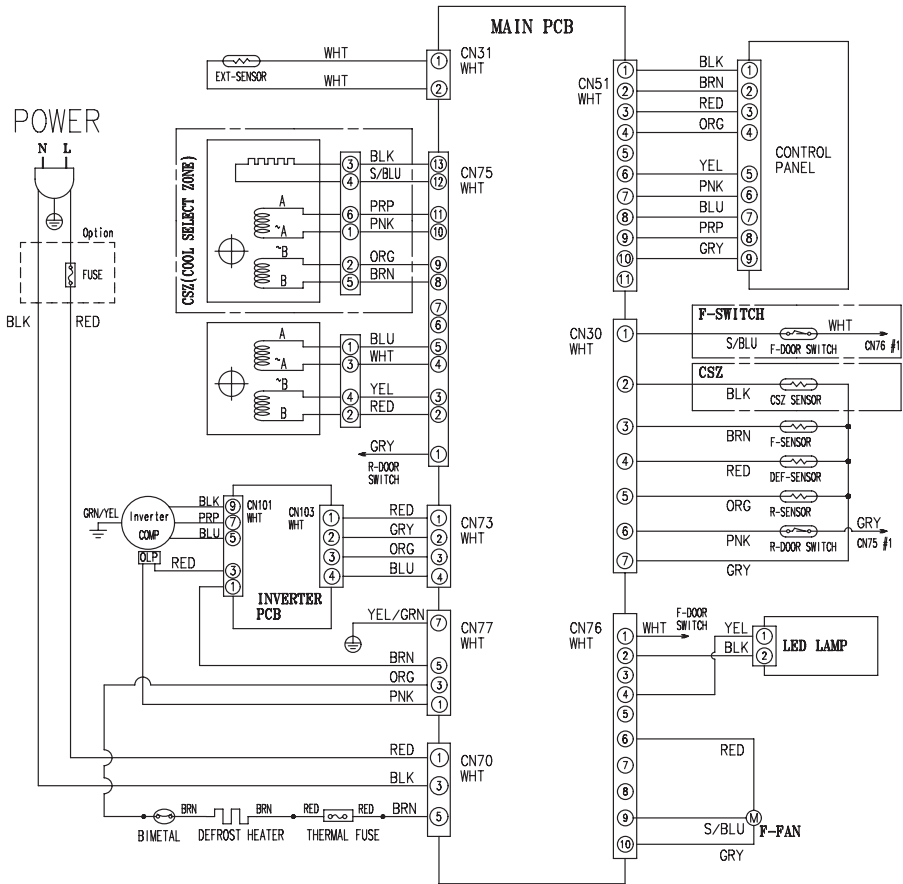 MAIN PCB
POWER
N L
Option
FUSE
BLK RED
WHT
EXT-SENSOR
WHT
1
2
CN31
WHT
CSZ(COOL SELECT ZONE)
A
~A
~B
B
3 BLK 13
4 S/BLU 12
6 PRP 11
1 PNK 10
2 ORG 9
5 BRN 8
7
6
CN75
WHT
A
~A
~B
B
1 BLU 5
3 WHT 4
4 YEL 3
2 RED 2
GRY 1
R-DOOR
SWITCH
GRN/YEL
Inverter
COMP
OLP
BLK 9
PRP 7
BLU 5
RED 3
1
CN101
WHT
CN103
WHT
INVERTER
PCB
1 RED 1
2 GRY 2
3 ORG 3
4 BLU 4
CN73
WHT
YEL/GRN 7
BRN 5
ORG 3
PNK 1
CN77
WHT
RED 1
BLK 3
BRN 5
CN70
WHT
BRN BRN RED RED
BIMETAL DEFROST HEATER THERMAL FUSE
CN51
WHT
1 BLK 1
2 BRN 2
3 RED 3
4 ORG 4
5
6 YEL 5
7 PNK 6
8 BLU 7
9 PRP 8
10 GRY 9
11
CONTROL
PANEL
CN30
WHT
F-SWITCH
1 S/BLU F-DOOR SWITCH WHT CN76 #1
CSZ
2 BLK CSZ SENSOR
3 BRN F-SENSOR
4 RED DEF-SENSOR
5 ORG R-SENSOR
6 PNK R-DOOR SWITCH GRY CN75 #1
7 GRY
CN76
WHT
1 WHT F-DOOR
SWITCH
YEL 1
2 BLK 2
LED LAMP
3
4
5
6 RED
7
8
9 S/BLU M F-FAN
10 GRY